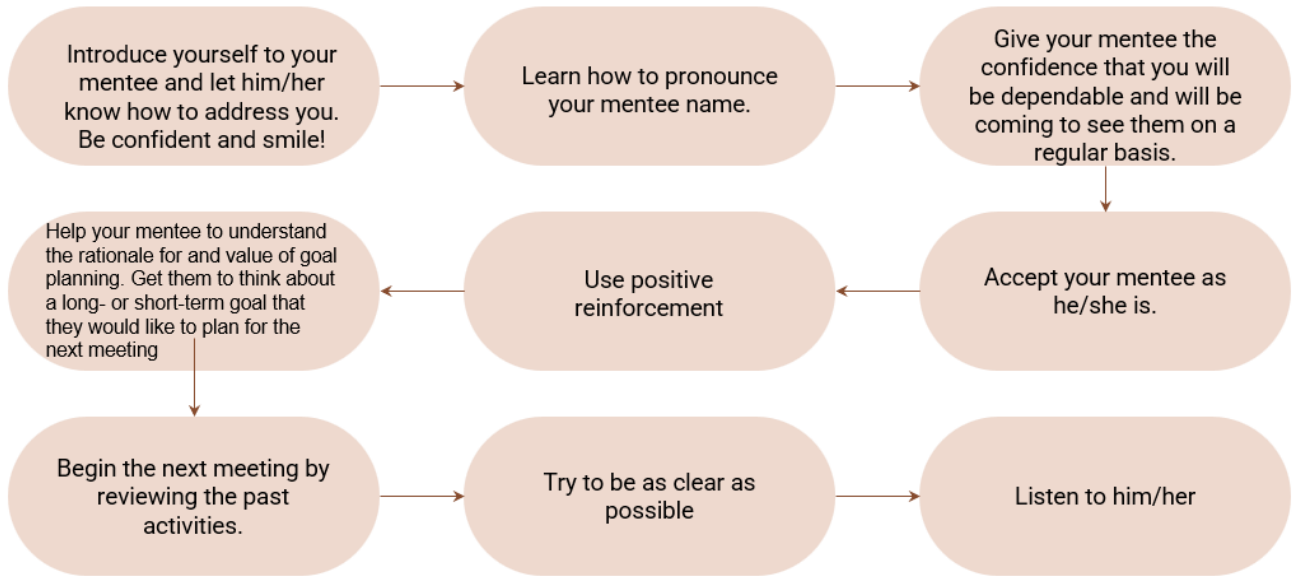 Introduce yourself to your
mentee and let him/her
know how to address you.
Be confident and smile!
Learn how to pronounce
your mentee name.
Give your mentee the
confidence that you will
be dependable and will be
coming to see them on a
regular basis.
Accept your mentee as
he/she is.
Use positive
reinforcement
Help your mentee to understand
the rationale for and value of goal
planning. Get them to think about
a long- or short-term goal that
they would like to plan for the
next meeting
Begin the next meeting by
reviewing the past
activities.
Try to be as clear as
possible
Listen to him/her